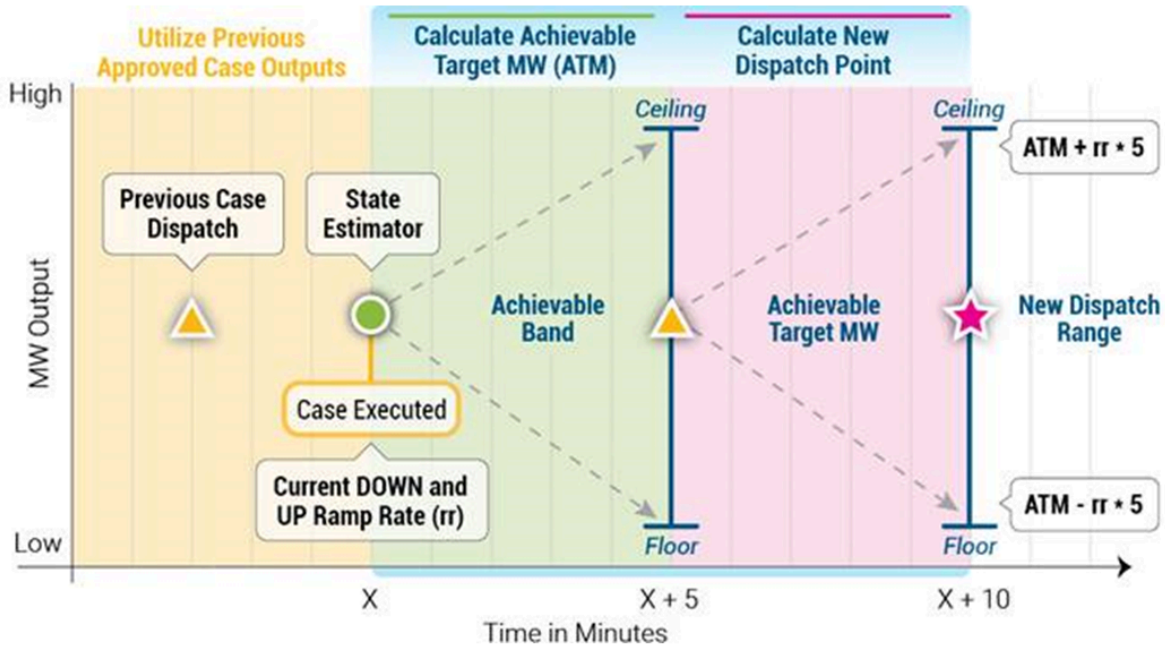 Utilize Previous
Approved Case Outputs
Calculate Achievable
Target MW (ATM)
Calculate New
Dispatch Point
High
Ceiling
Ceiling
ATM + rr * 5
Previous Case
Dispatch
State
Estimator
MW Output
Achievable
Band
Achievable
Target MW
New Dispatch
Range
Case Executed
Current DOWN and
UP Ramp Rate (rr)
ATM - rr * 5
Low
Floor
Floor
X
X + 5
X + 10
Time in Minutes